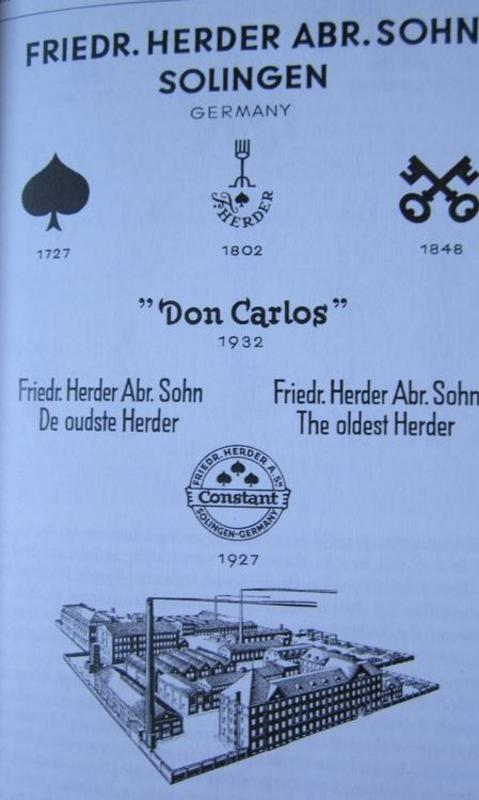 FRIEDR. HERDER ABR. SOHN
SOLINGEN
GERMANY
F. HERDER
1727
1802
1848
"Don Carlos"
1932
Friedr. Herder Abr. Sohn
De oudste Herder
Friedr. Herder Abr. Sohn
The oldest Herder
FRIEDR. HERDER A. Sn
Constant
SOLINGEN-GERMANY
1927